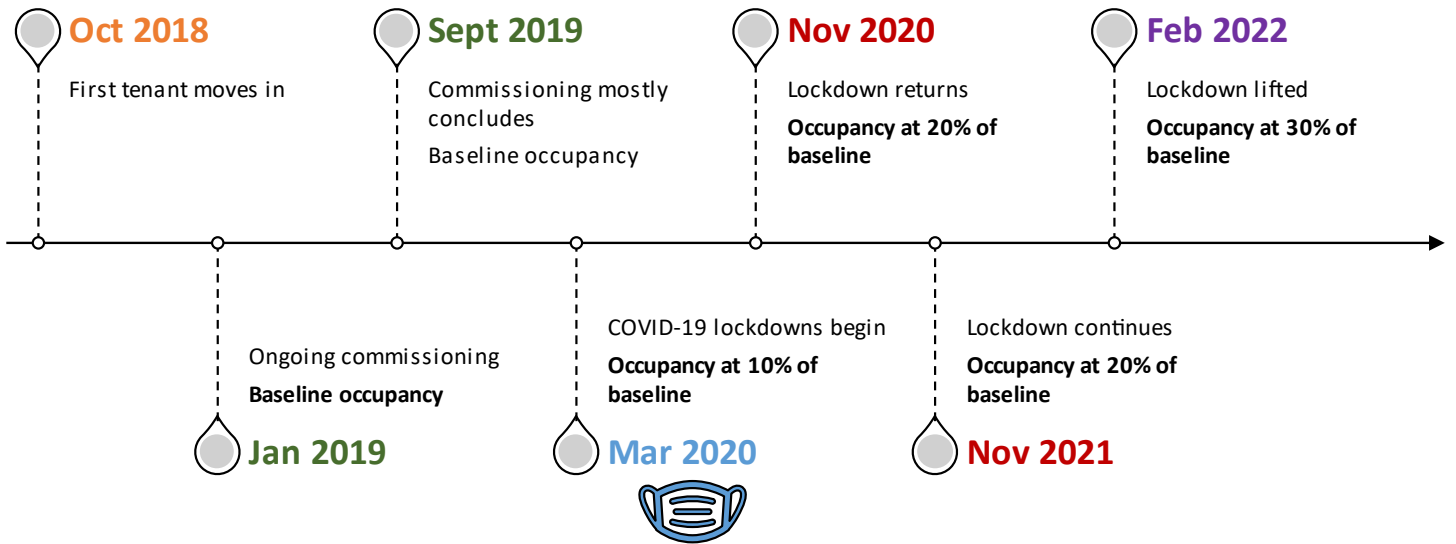 Oct 2018
First tenant moves in
Sept 2019
Commissioning mostly
concludes
Baseline occupancy
Nov 2020
Lockdown returns
Occupancy at 20% of
baseline
Feb 2022
Lockdown lifted
Occupancy at 30% of
baseline
Ongoing commissioning
Baseline occupancy
Jan 2019
COVID-19 lockdowns begin
Occupancy at 10% of
baseline
Mar 2020
Lockdown continues
Occupancy at 20% of
baseline
Nov 2021